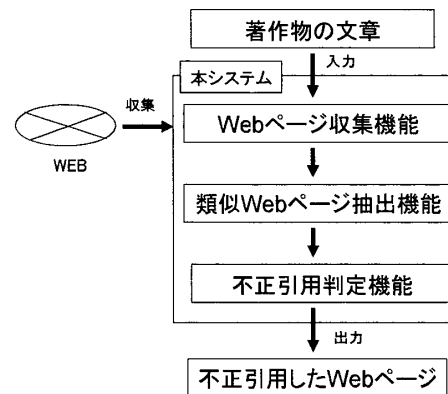 著作物の文章
入力
本システム
収集
WEB
Webページ収集機能
類似Webページ抽出機能
不正引用判定機能
出力
不正引用したWebページ